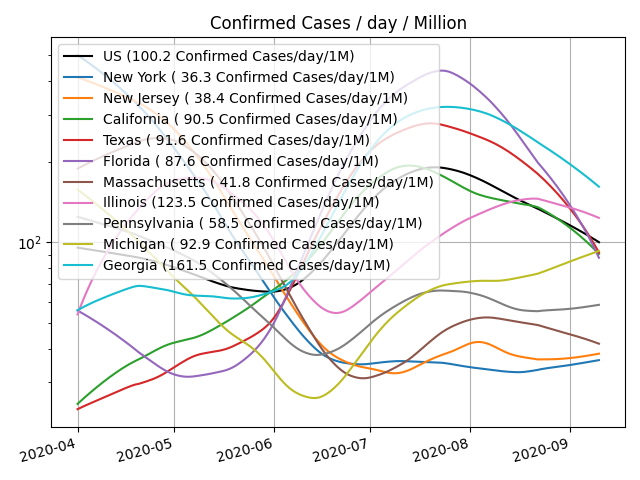 Confirmed Cases / day / Million
US (100.2 Confirmed Cases/day/1M)
New York ( 36.3 Confirmed Cases/day/1M)
New Jersey ( 38.4 Confirmed Cases/day/1M)
California ( 90.5 Confirmed Cases/day/1M)
Texas ( 91.6 Confirmed Cases/day/1M)
Florida ( 87.6 Confirmed Cases/day/1M)
Massachusetts ( 41.8 Confirmed Cases/day/1M)
Illinois (123.5 Confirmed Cases/day/1M)
Pennsylvania ( 58.5 Confirmed Cases/day/1M)
Michigan ( 92.9 Confirmed Cases/day/1M)
Georgia (161.5 Confirmed Cases/day/1M)
10²
2020-04 2020-05 2020-06 2020-07 2020-08 2020-09